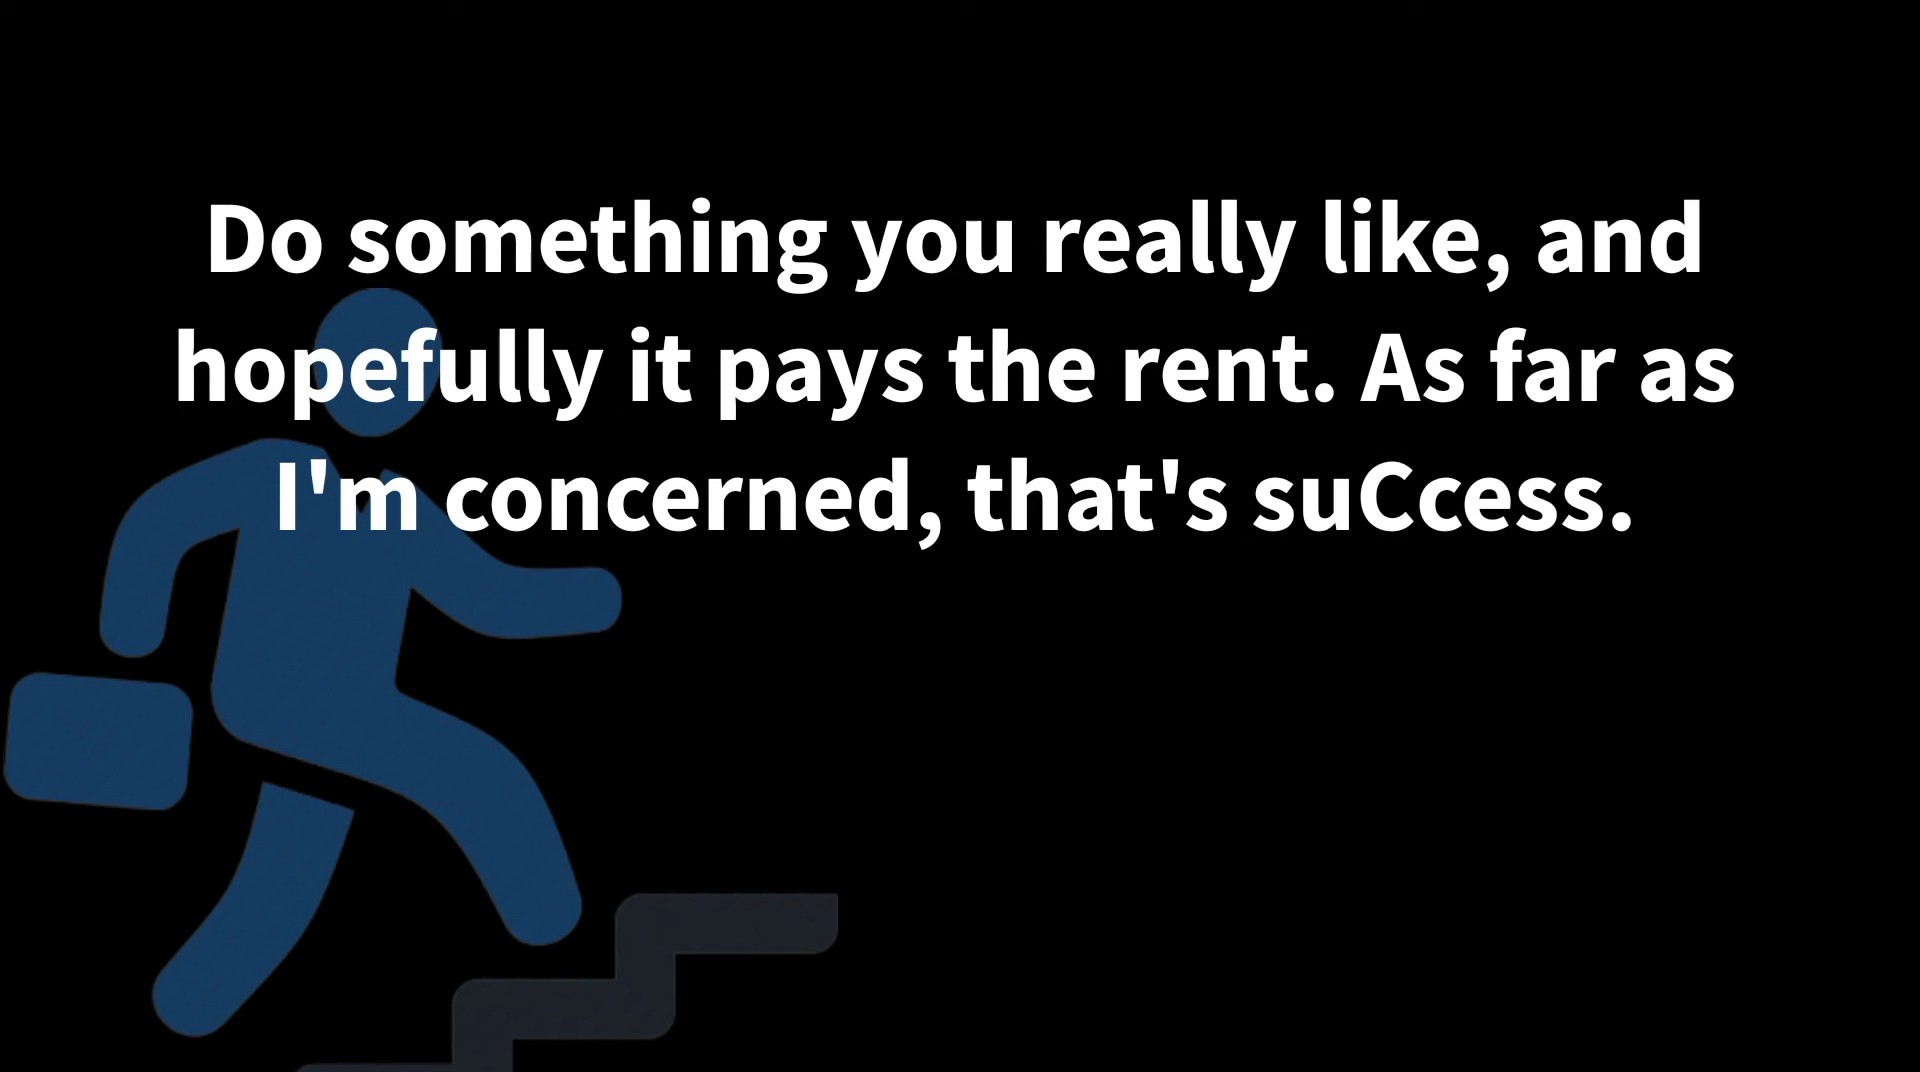 Do something you really like, and
hopefully it pays the rent. As far as
I'm concerned, that's suCcess.